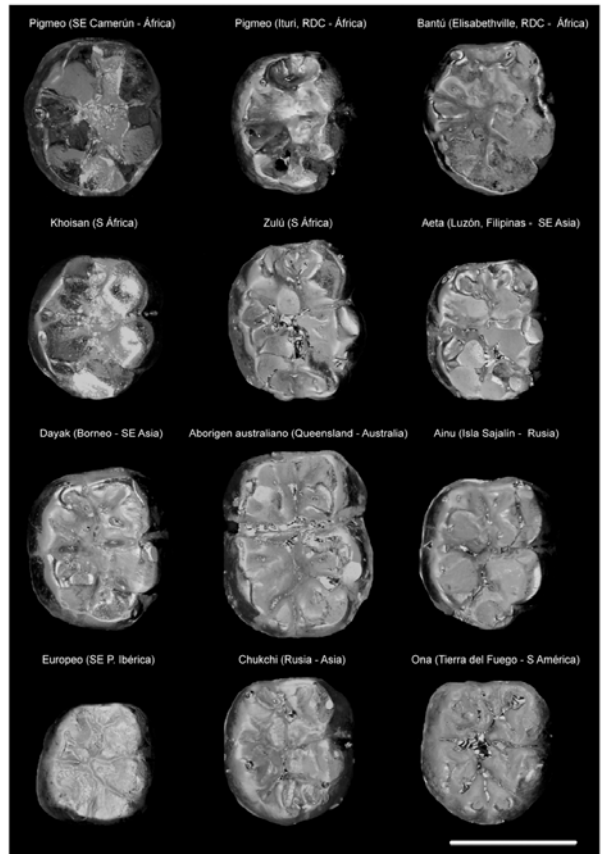 Pigmeo (SE Camerún - África)
Pigmeo (Ituri, RDC - África)
Bantú (Elisabethville, RDC - África)
Khoisan (S África)
Zulú (S África)
Aeta (Luzón, Filipinas - SE Asia)
Dayak (Borneo - SE Asia)
Aborigen australiano (Queensland - Australia)
Ainu (Isla Sajalín - Rusia)
Europeo (SE P. Ibérica)
Chukchi (Rusia - Asia)
Ona (Tierra del Fuego - S América)